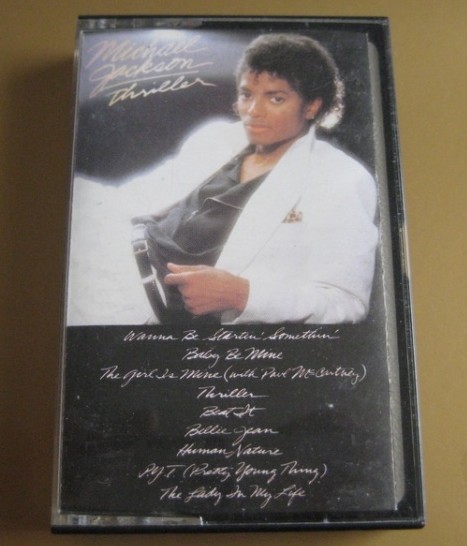 Michael
Jackson
Thriller
Wanna Be Startin' Somethin'
Baby Be Mine
The Girl Is Mine (with Paul McCartney)
Thriller
Beat It
Billie Jean
Human Nature
P.Y.T. (Pretty Young Thing)
The Lady In My Life